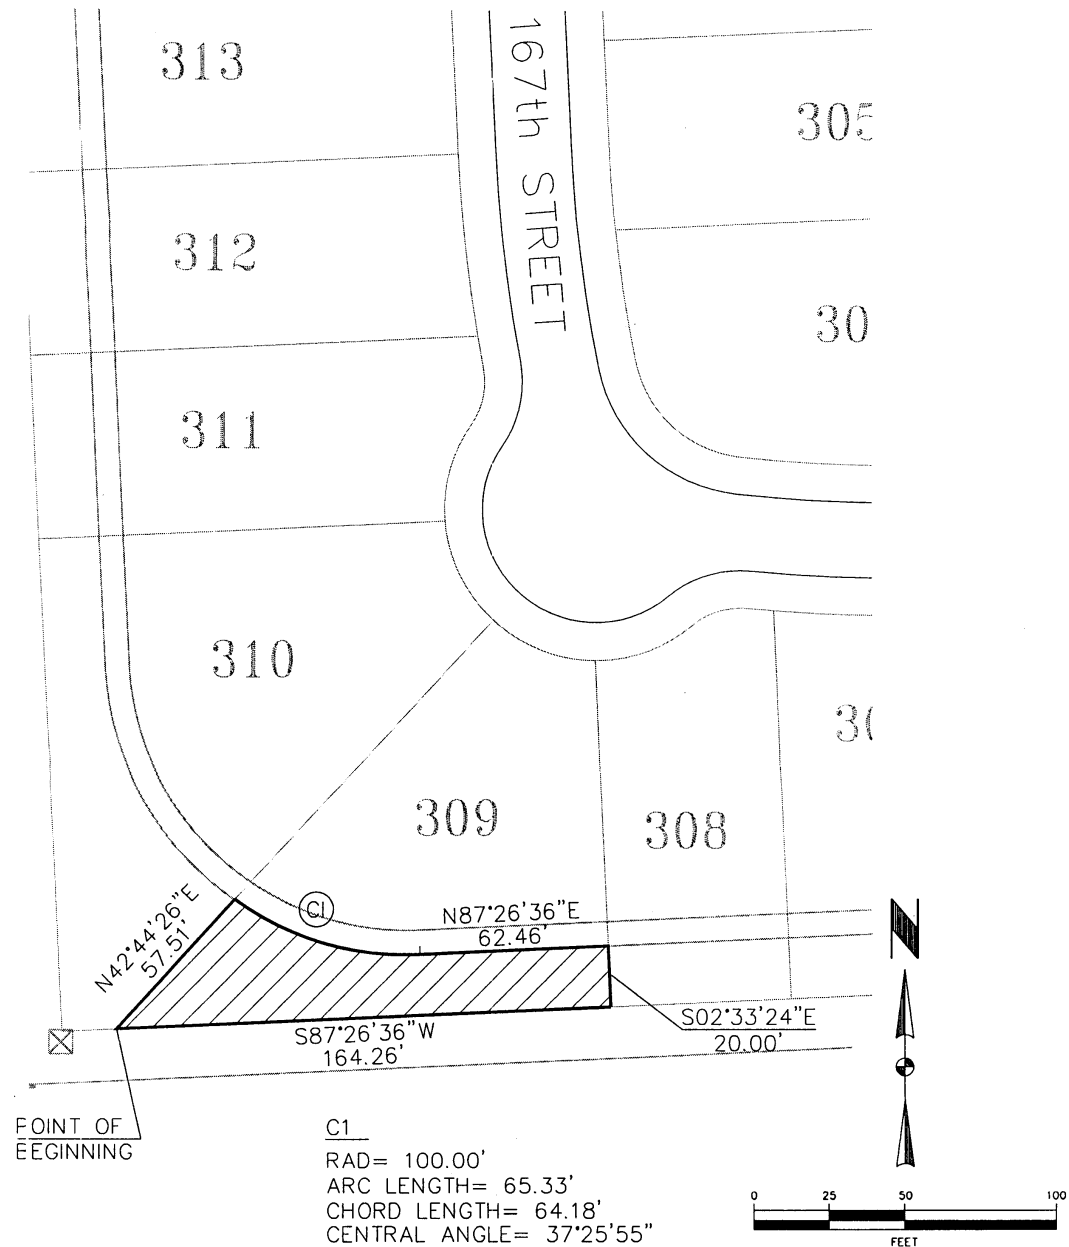 313
167th STREET
305
312
30
311
310
30
309
308
C1
N87°26'36"E
62.46'
N42°44'26"E
57.51'
S87°26'36"W
164.26'
S02°33'24"E
20.00'
POINT OF
BEGINNING
C1
RAD= 100.00'
ARC LENGTH= 65.33'
CHORD LENGTH= 64.18'
CENTRAL ANGLE= 37°25'55"
N
0 25 50 100
FEET